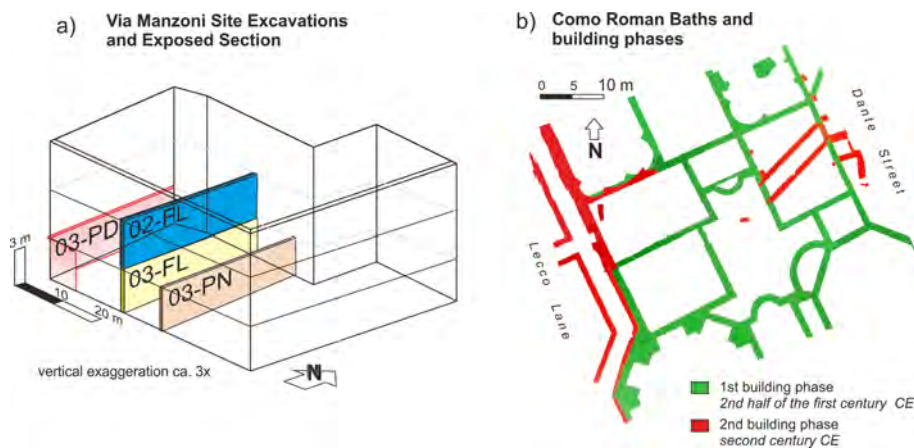 a)
Via Manzoni Site Excavations
and Exposed Section
03-PD
02-FL
03-FL
03-PN
3 m
10
20 m
vertical exaggeration ca. 3x
N
b)
Como Roman Baths and
building phases
0 5 10 m
N
Dante
Street
Lecco
Lane
1st building phase
2nd half of the first century CE
2nd building phase
second century CE